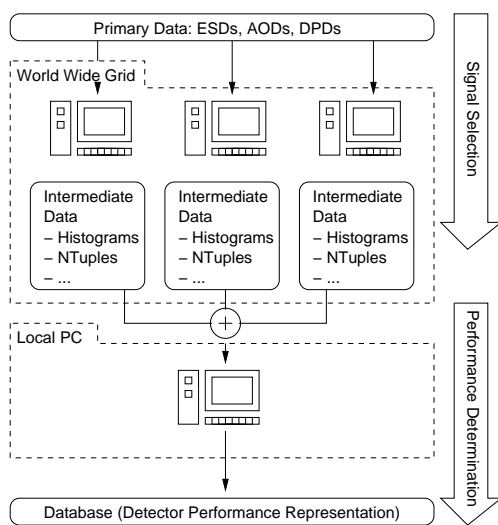 Primary Data: ESDs, AODs, DPDs
World Wide Grid
Signal Selection
Intermediate
Data
– Histograms
– NTuples
– ...
Intermediate
Data
– Histograms
– NTuples
– ...
Intermediate
Data
– Histograms
– NTuples
– ...
+
Local PC
Performance Determination
Database (Detector Performance Representation)